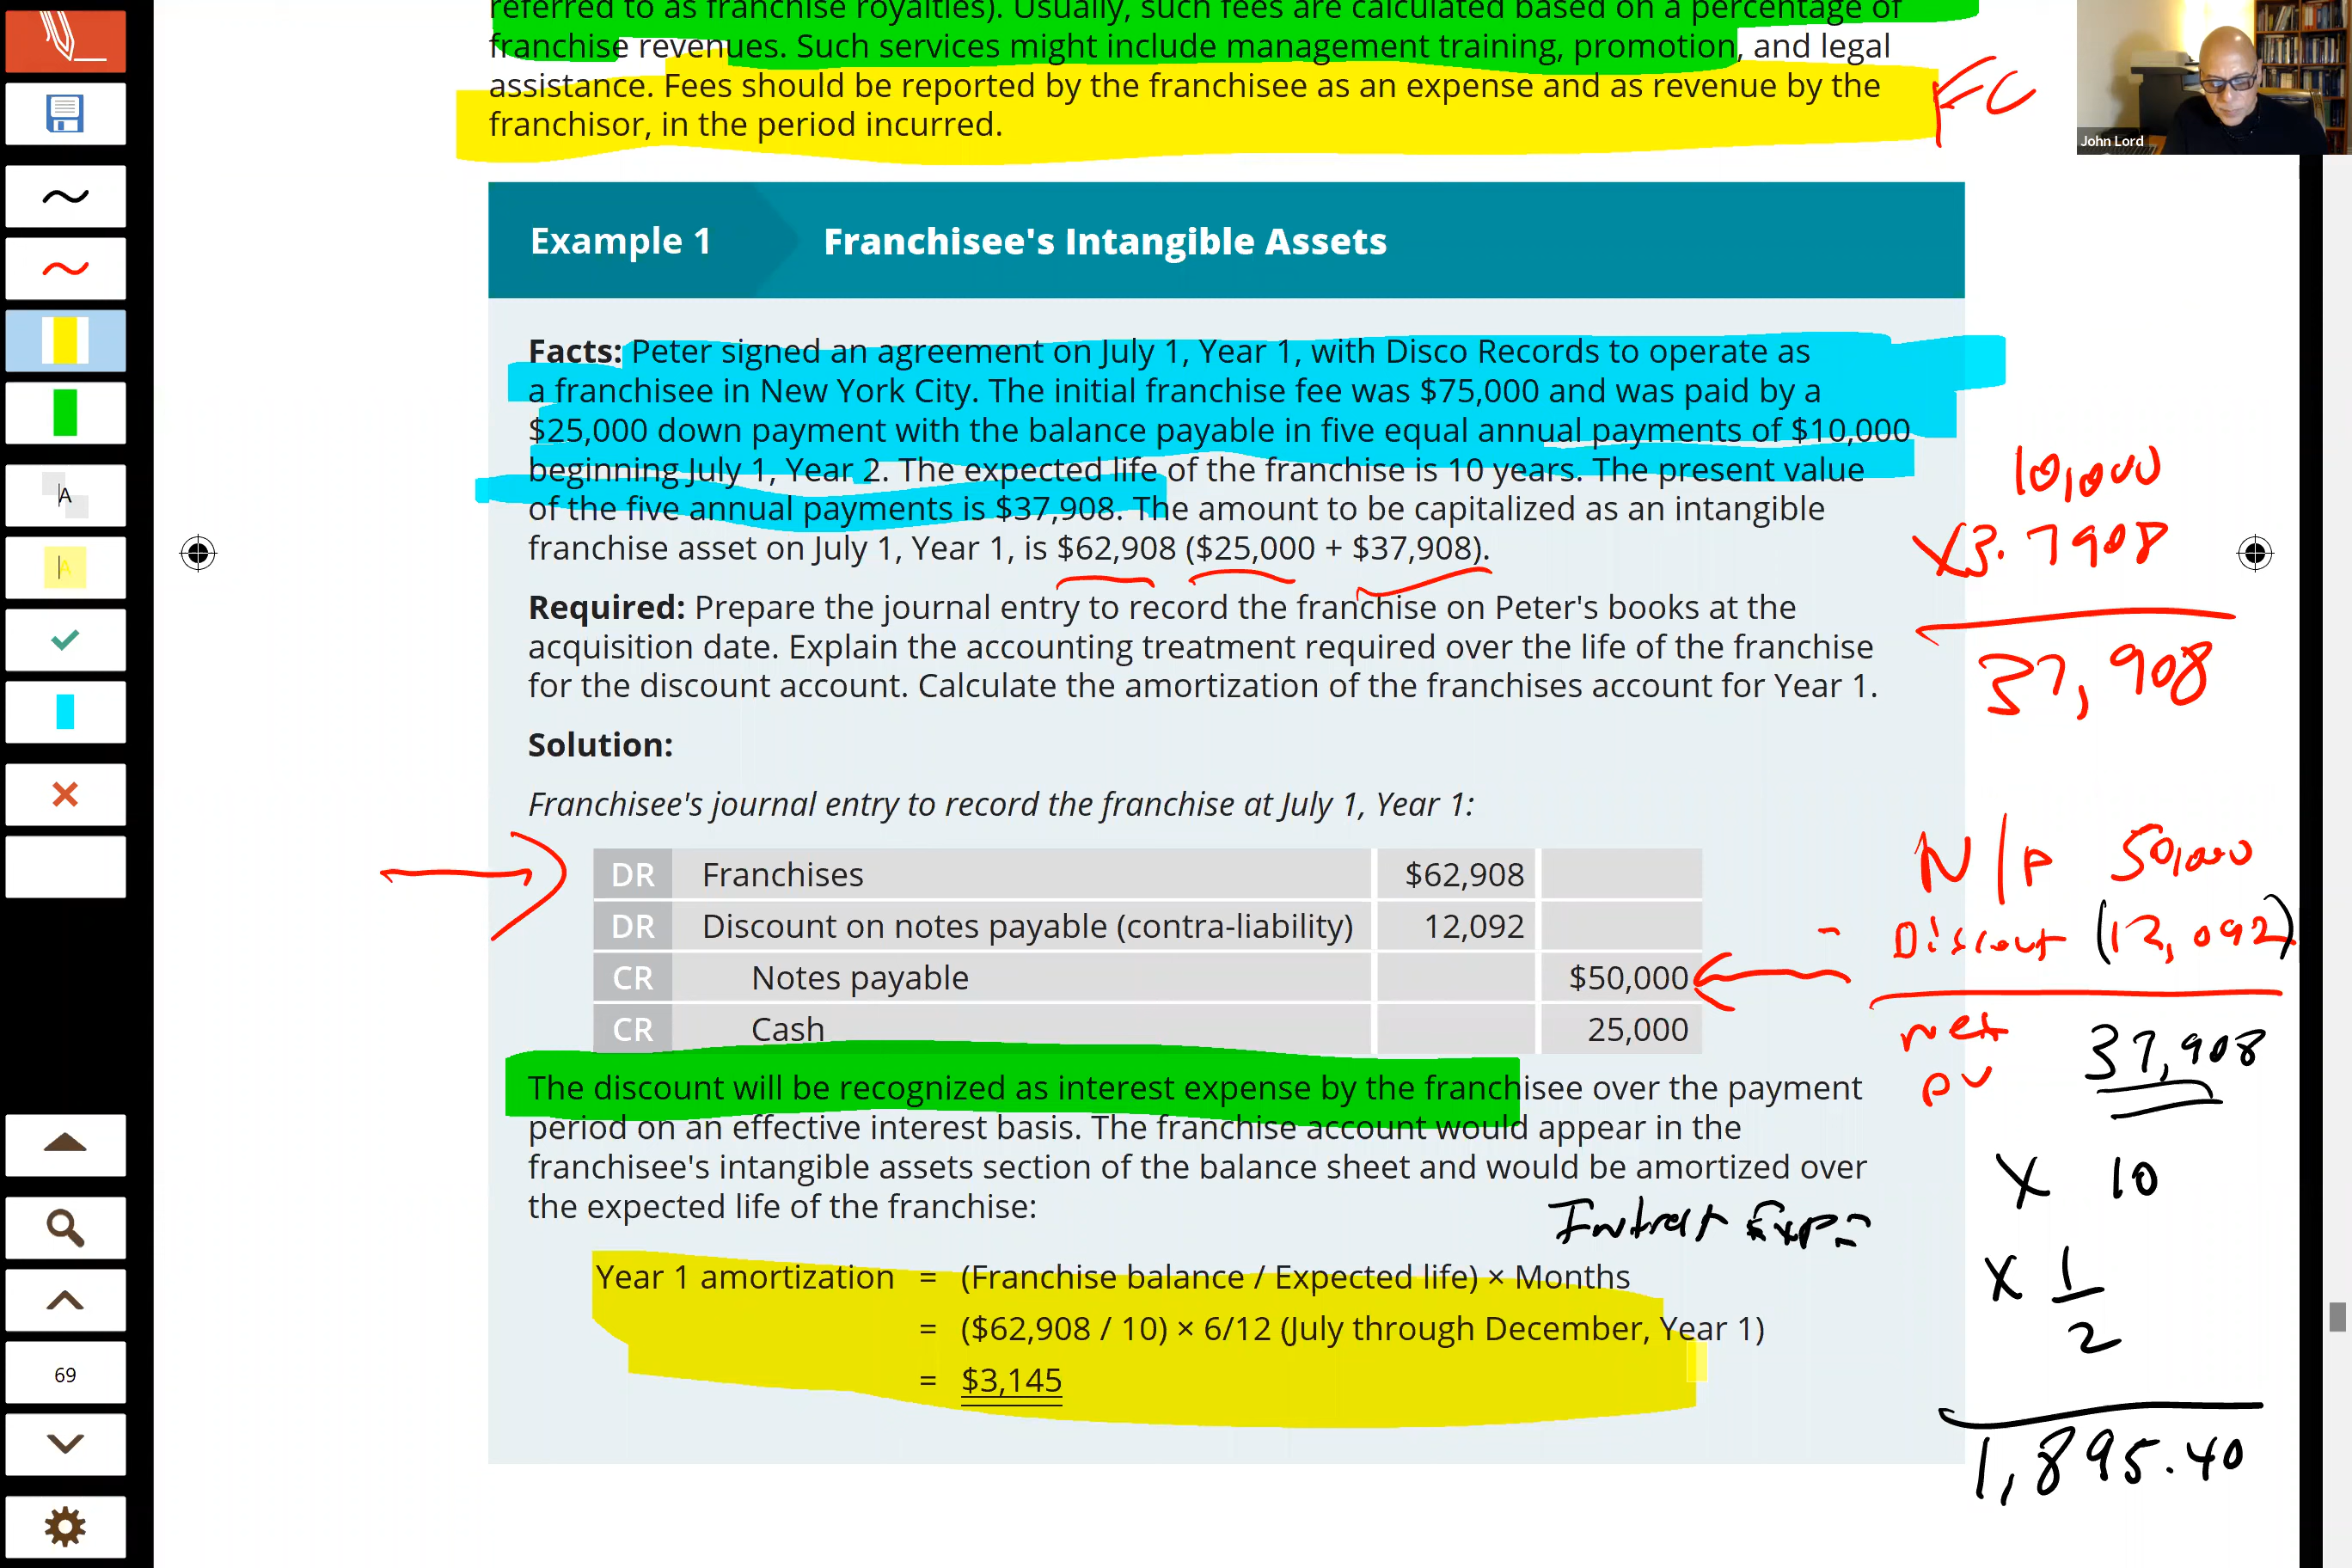 referred to as franchise royalties). Usually, such fees are calculated based on a percentage of
franchise revenues. Such services might include management training, promotion, and legal
assistance. Fees should be reported by the franchisee as an expense and as revenue by the
franchisor, in the period incurred.
FC
John Lord
Example 1 Franchisee's Intangible Assets
Facts: Peter signed an agreement on July 1, Year 1, with Disco Records to operate as
a franchisee in New York City. The initial franchise fee was $75,000 and was paid by a
$25,000 down payment with the balance payable in five equal annual payments of $10,000
beginning July 1, Year 2. The expected life of the franchise is 10 years. The present value
of the five annual payments is $37,908. The amount to be capitalized as an intangible
franchise asset on July 1, Year 1, is $62,908 ($25,000 + $37,908).
10,000
X3.7908
37,908
Required: Prepare the journal entry to record the franchise on Peter's books at the
acquisition date. Explain the accounting treatment required over the life of the franchise
for the discount account. Calculate the amortization of the franchises account for Year 1.
Solution:
Franchisee's journal entry to record the franchise at July 1, Year 1:
DR Franchises $62,908
DR Discount on notes payable (contra-liability) 12,092
CR Notes payable $50,000
CR Cash 25,000
N/P 50,000
- Discount (12,092)
net 37,908
PV
X 10
X 1
2
1,895.40
The discount will be recognized as interest expense by the franchisee over the payment
period on an effective interest basis. The franchise account would appear in the
franchisee's intangible assets section of the balance sheet and would be amortized over
the expected life of the franchise:
Interest Exp =
Year 1 amortization = (Franchise balance / Expected life) × Months
= ($62,908 / 10) × 6/12 (July through December, Year 1)
= $3,145
A
A
69